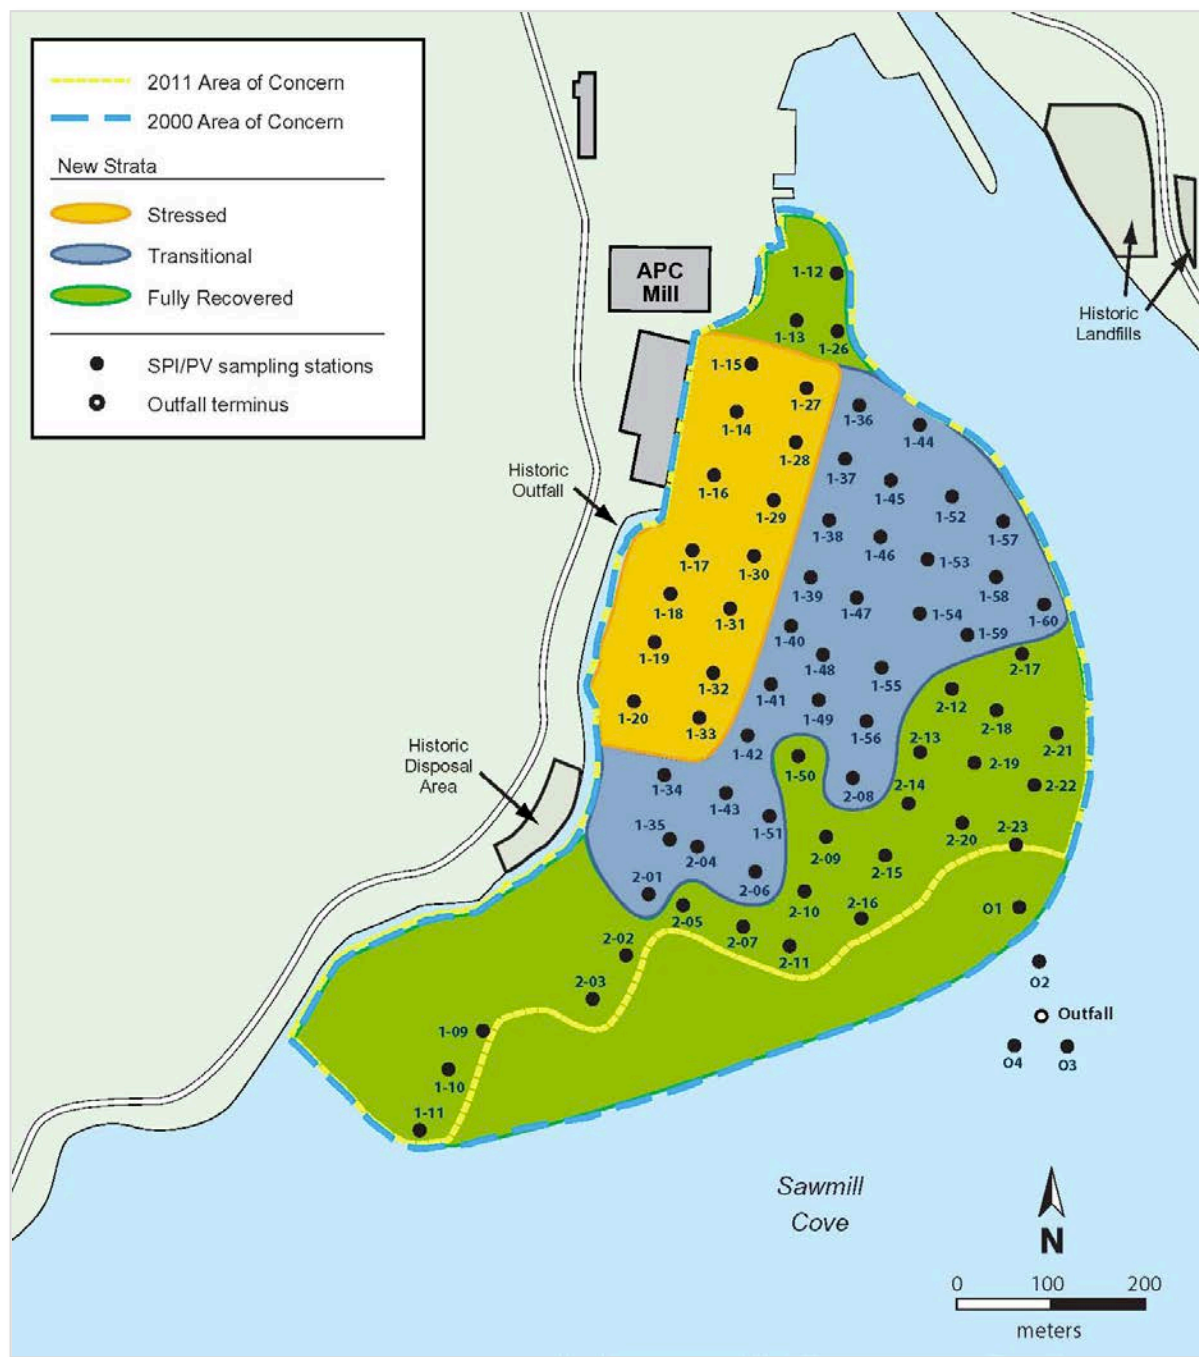 2011 Area of Concern
2000 Area of Concern
New Strata
Stressed
Transitional
Fully Recovered
SPI/PV sampling stations
Outfall terminus
APC
Mill
Historic
Landfills
Historic
Outfall
Historic
Disposal
Area
1-12
1-13
1-26
1-15
1-27
1-36
1-14
1-44
1-28
1-37
1-16
1-45
1-29
1-52
1-38
1-57
1-46
1-17
1-30
1-53
1-39
1-58
1-18
1-47
1-31
1-54
1-60
1-40
1-59
1-19
1-48
2-17
1-32
1-55
1-41
2-12
1-20
1-49
2-18
1-33
1-56
1-42
2-13
2-21
1-50
2-19
1-34
2-08
2-14
2-22
1-43
1-51
1-35
2-20
2-23
2-04
2-09
2-15
2-01
2-06
2-10
2-16
O1
2-05
2-07
2-11
2-02
O2
2-03
Outfall
1-09
O4
O3
1-10
1-11
Sawmill
Cove
N
0 100 200
meters